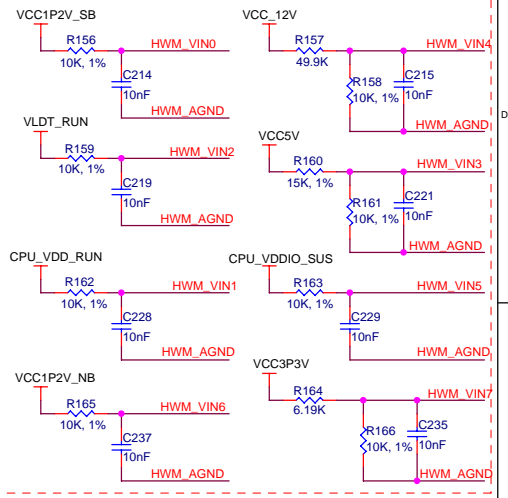 VCC1P2V_SB
R156
10K, 1%
HWM_VIN0
C214
10nF
HWM_AGND
VCC_12V
R157
49.9K
HWM_VIN4
R158
10K, 1%
C215
10nF
HWM_AGND
D
VLDT_RUN
R159
10K, 1%
HWM_VIN2
C219
10nF
HWM_AGND
VCC5V
R160
15K, 1%
HWM_VIN3
R161
10K, 1%
C221
10nF
HWM_AGND
CPU_VDD_RUN
R162
10K, 1%
HWM_VIN1
C228
10nF
HWM_AGND
CPU_VDDIO_SUS
R163
10K, 1%
HWM_VIN5
C229
10nF
HWM_AGND
VCC1P2V_NB
R165
10K, 1%
HWM_VIN6
C237
10nF
HWM_AGND
VCC3P3V
R164
6.19K
HWM_VIN7
R166
10K, 1%
C235
10nF
HWM_AGND